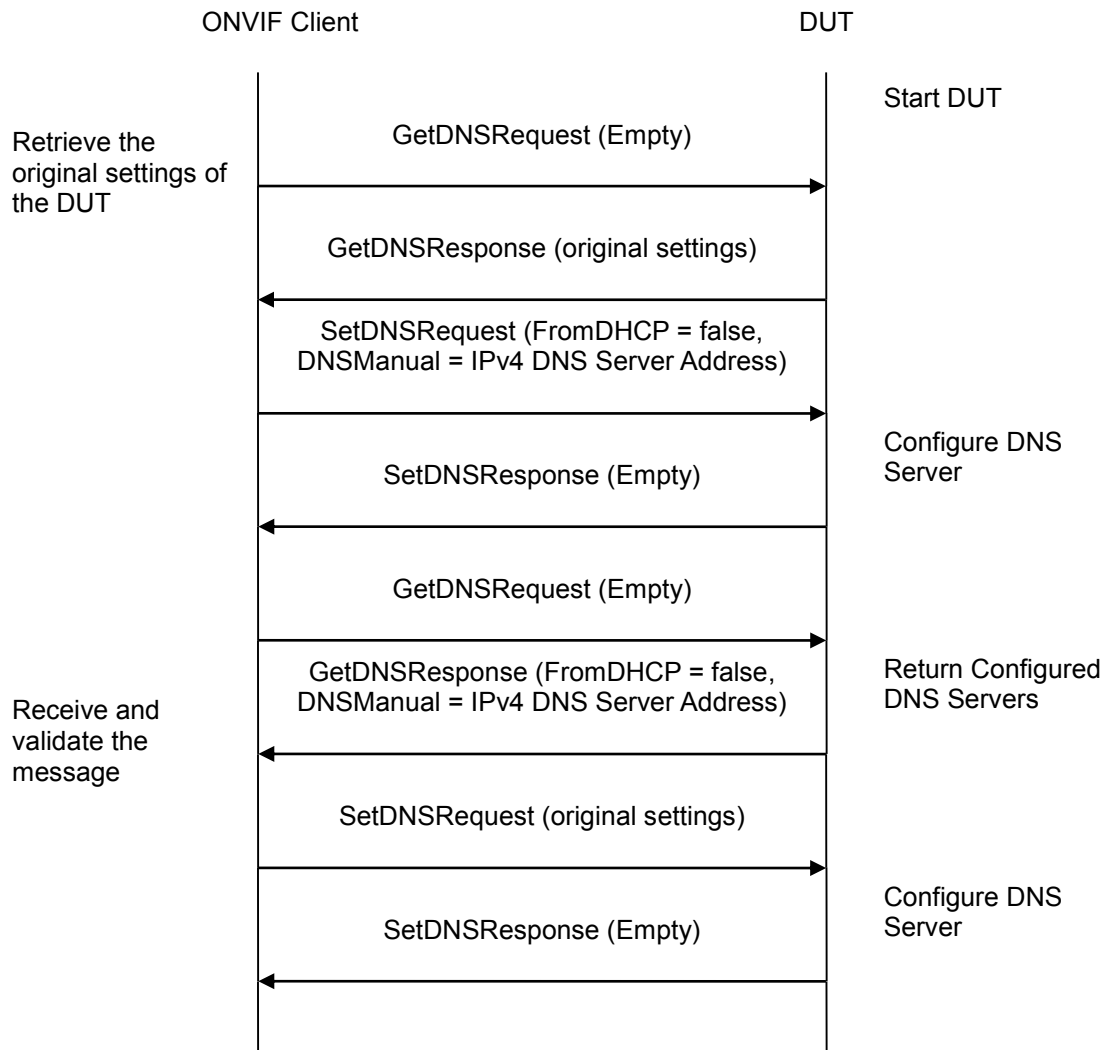 ONVIF Client
DUT
Start DUT
Retrieve the
original settings of
the DUT
GetDNSRequest (Empty)
GetDNSResponse (original settings)
SetDNSRequest (FromDHCP = false,
DNSManual = IPv4 DNS Server Address)
Configure DNS
Server
SetDNSResponse (Empty)
GetDNSRequest (Empty)
GetDNSResponse (FromDHCP = false,
DNSManual = IPv4 DNS Server Address)
Return Configured
DNS Servers
Receive and
validate the
message
SetDNSRequest (original settings)
Configure DNS
Server
SetDNSResponse (Empty)